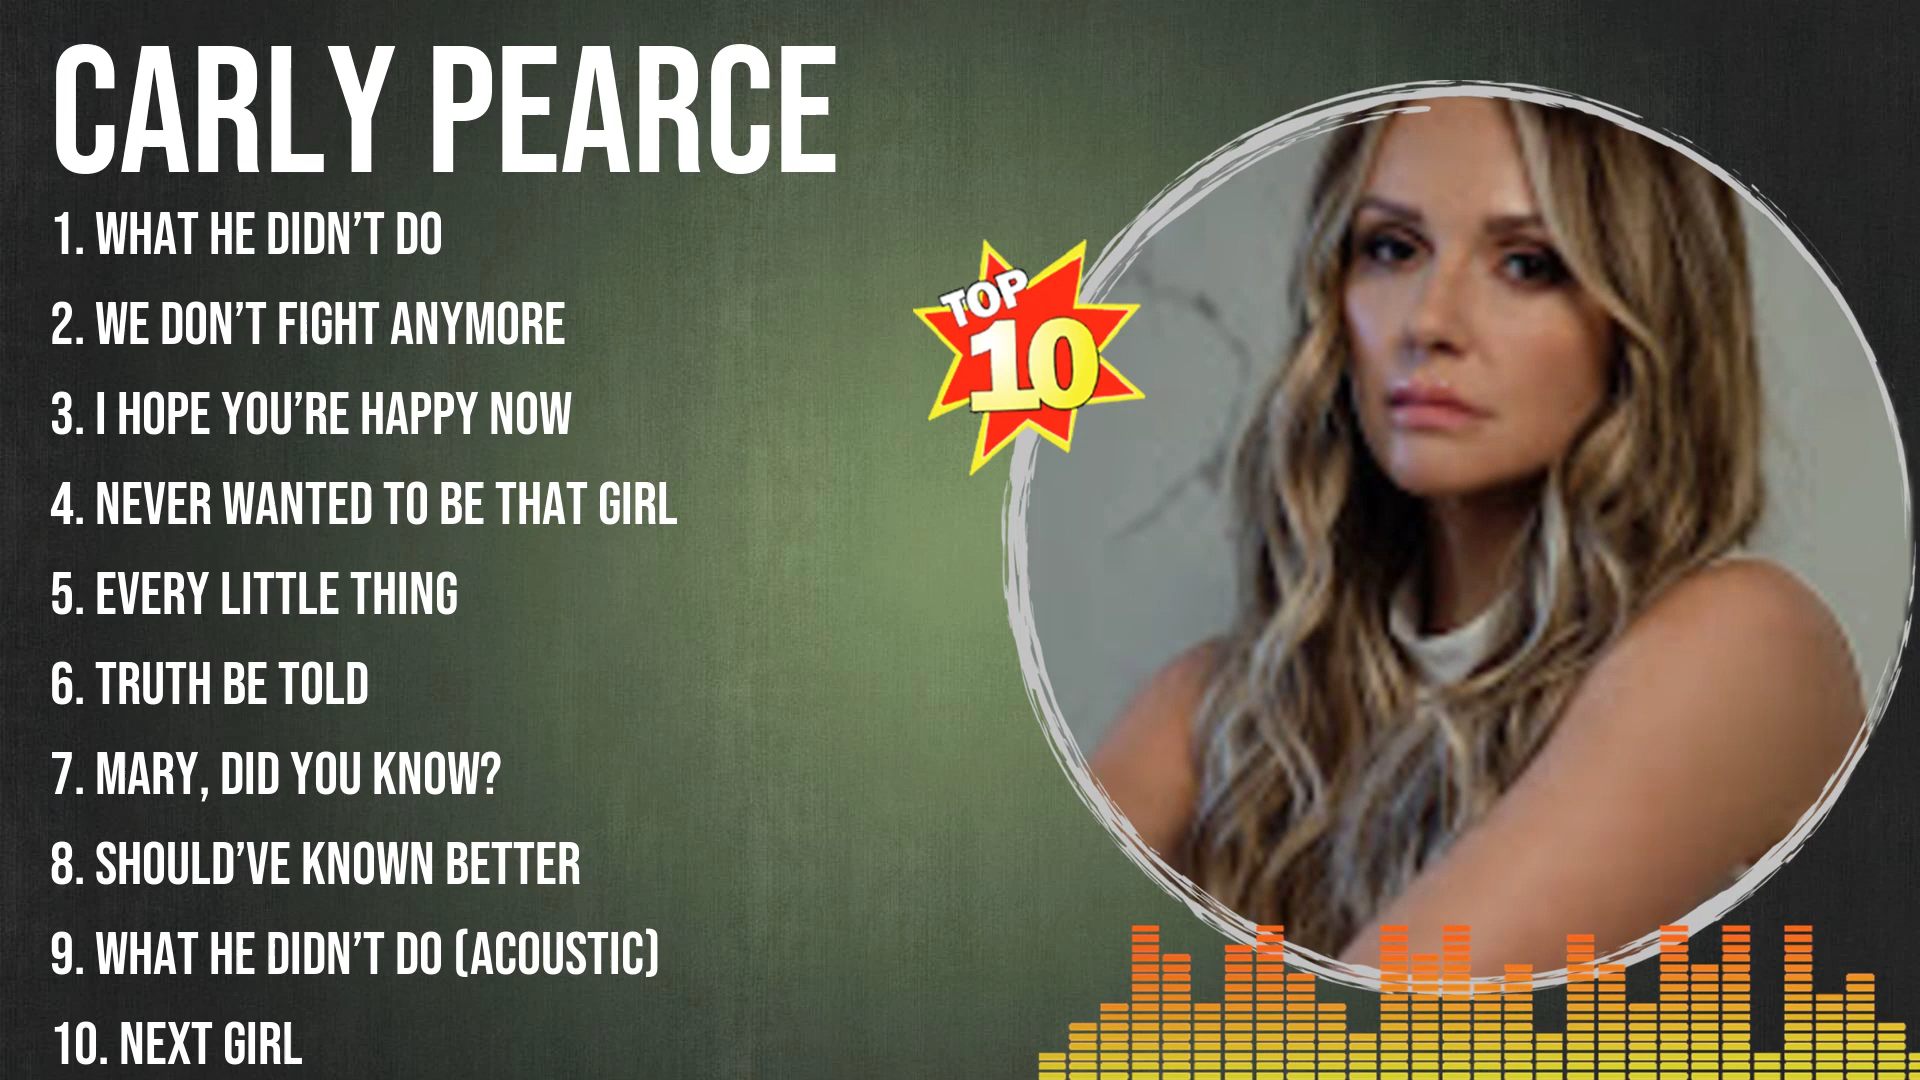 CARLY PEARCE
1. WHAT HE DIDN’T DO
2. WE DON’T FIGHT ANYMORE
3. I HOPE YOU’RE HAPPY NOW
4. NEVER WANTED TO BE THAT GIRL
5. EVERY LITTLE THING
6. TRUTH BE TOLD
7. MARY, DID YOU KNOW?
8. SHOULD’VE KNOWN BETTER
9. WHAT HE DIDN’T DO (ACOUSTIC)
10. NEXT GIRL
TOP
10